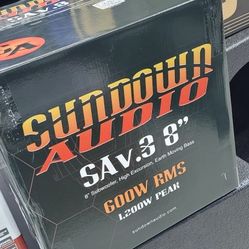 SUNDOWN
AUDIO
SAV.3 8"
8" Subwoofer, High Excursion, Earth Moving Bass
600W RMS
1,200W PEAK
sundownaudio.com